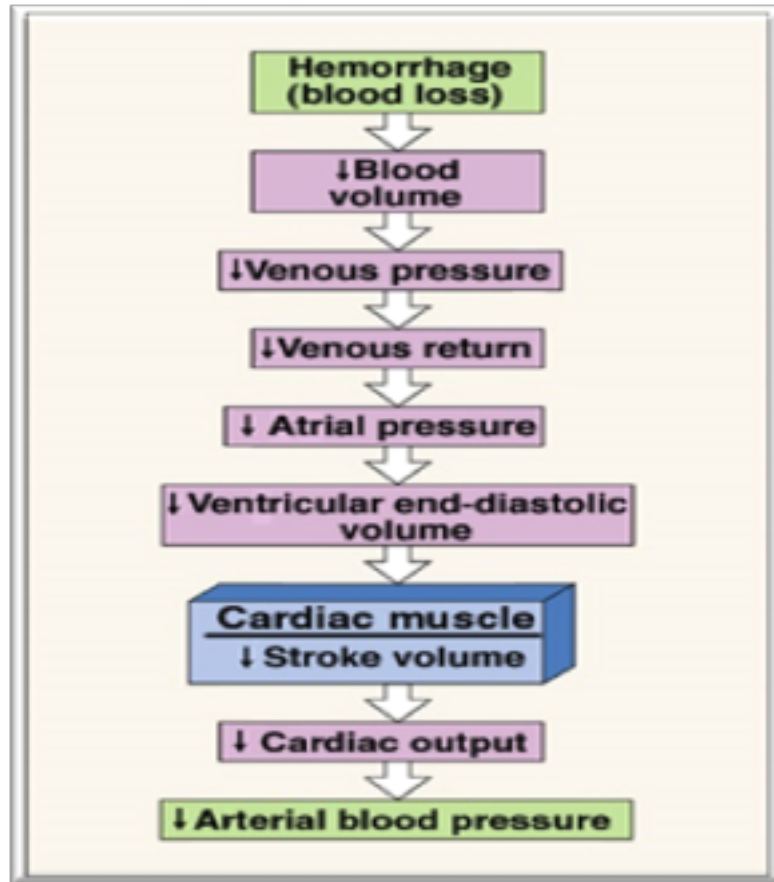 Hemorrhage
(blood loss)
↓Blood
volume
↓Venous pressure
↓Venous return
↓ Atrial pressure
↓Ventricular end-diastolic
volume
Cardiac muscle
↓ Stroke volume
↓ Cardiac output
↓Arterial blood pressure